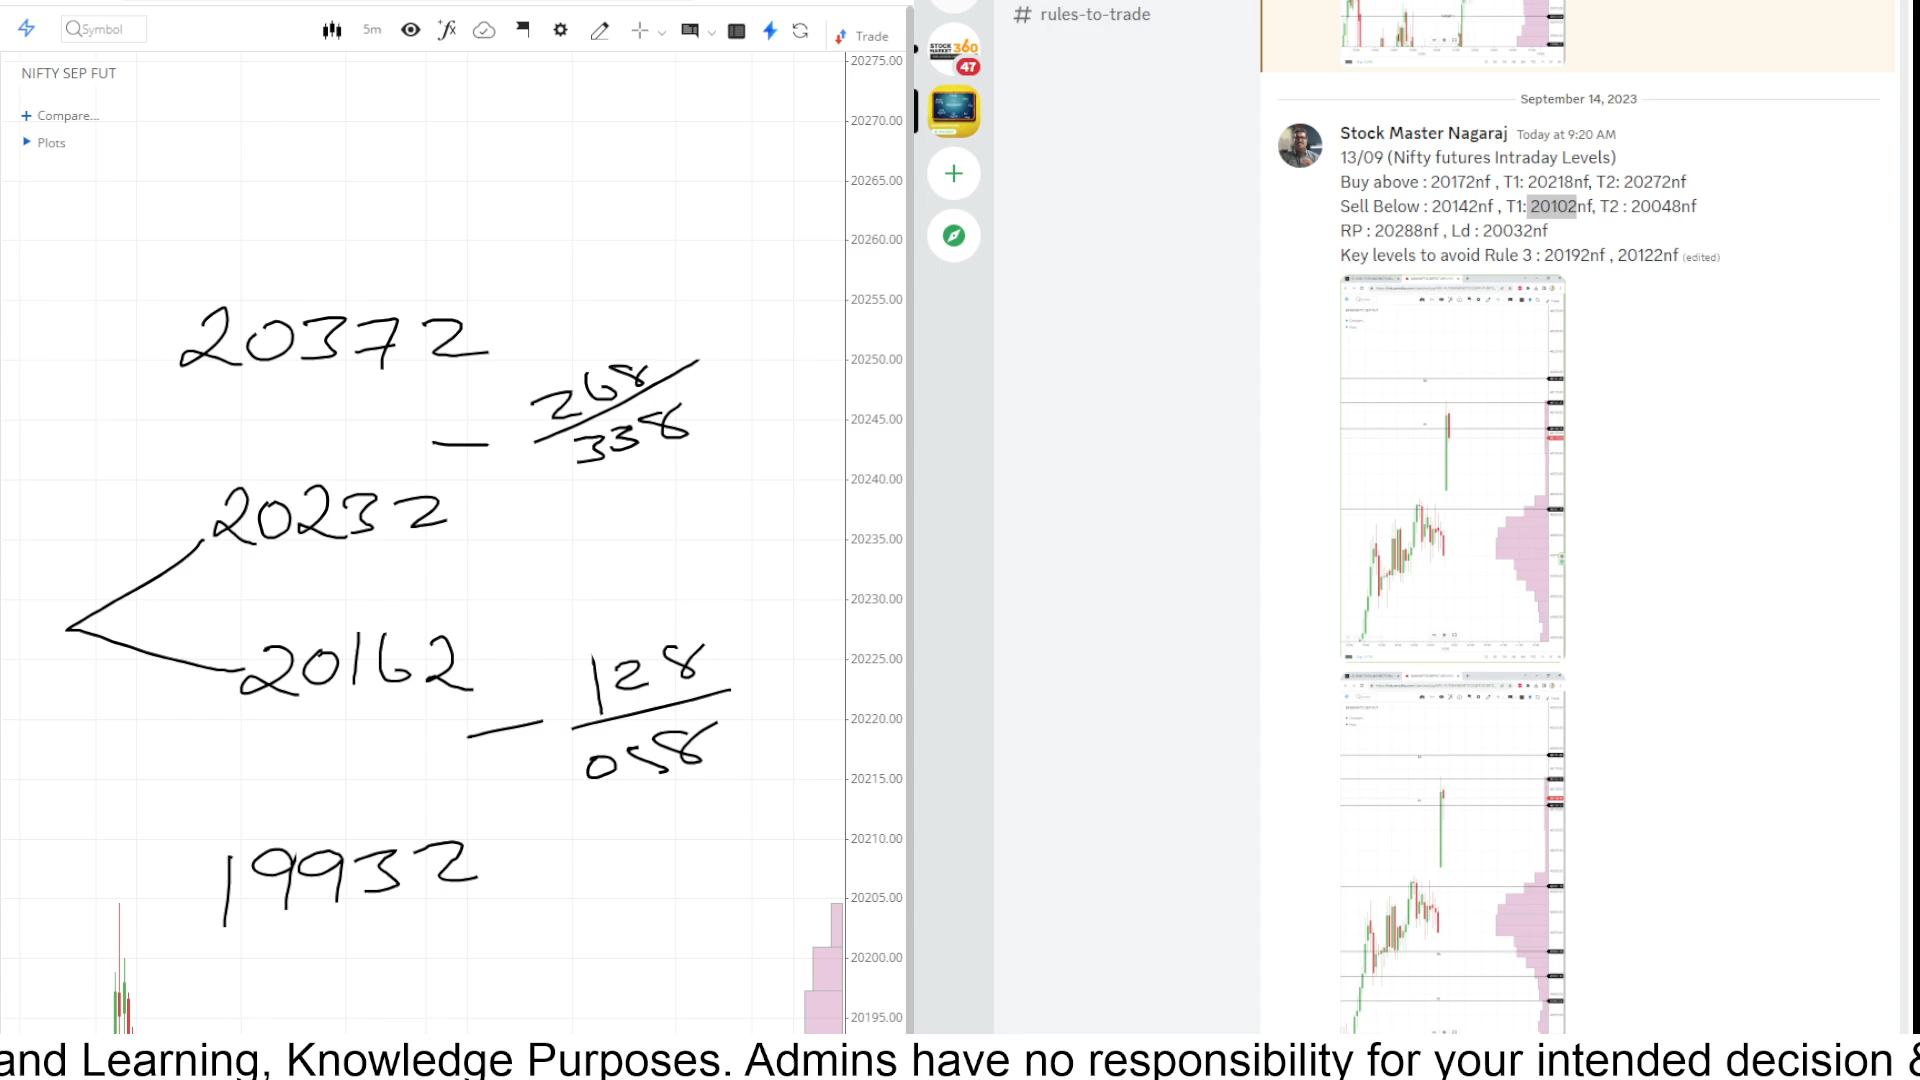 Symbol
5m
Trade
NIFTY SEP FUT
Compare...
Plots
20275.00
20270.00
20265.00
20260.00
20255.00
20250.00
20245.00
20240.00
20235.00
20230.00
20225.00
20220.00
20215.00
20210.00
20205.00
20200.00
20195.00
20372
268
338
20232
20162
128
058
19932
STOCK
MARKET 360
47
# rules-to-trade
September 14, 2023
Stock Master Nagaraj Today at 9:20 AM
13/09 (Nifty futures Intraday Levels)
Buy above : 20172nf , T1: 20218nf, T2: 20272nf
Sell Below : 20142nf , T1: 20102nf, T2 : 20048nf
RP : 20288nf , Ld : 20032nf
Key levels to avoid Rule 3 : 20192nf , 20122nf (edited)
and Learning, Knowledge Purposes. Admins have no responsibility for your intended decision &